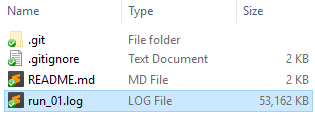 Name Type Size
.git File folder
.gitignore Text Document 2 KB
README.md MD File 2 KB
run_01.log LOG File 53,162 KB